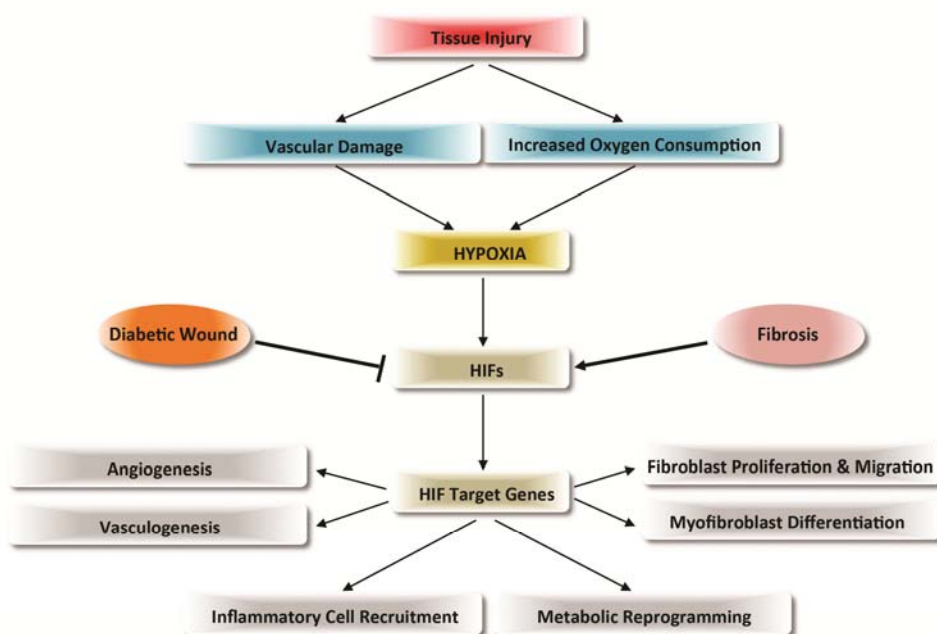 Tissue Injury
Vascular Damage
Increased Oxygen Consumption
HYPOXIA
Diabetic Wound
Fibrosis
HIFs
Angiogenesis
HIF Target Genes
Fibroblast Proliferation & Migration
Vasculogenesis
Myofibroblast Differentiation
Inflammatory Cell Recruitment
Metabolic Reprogramming